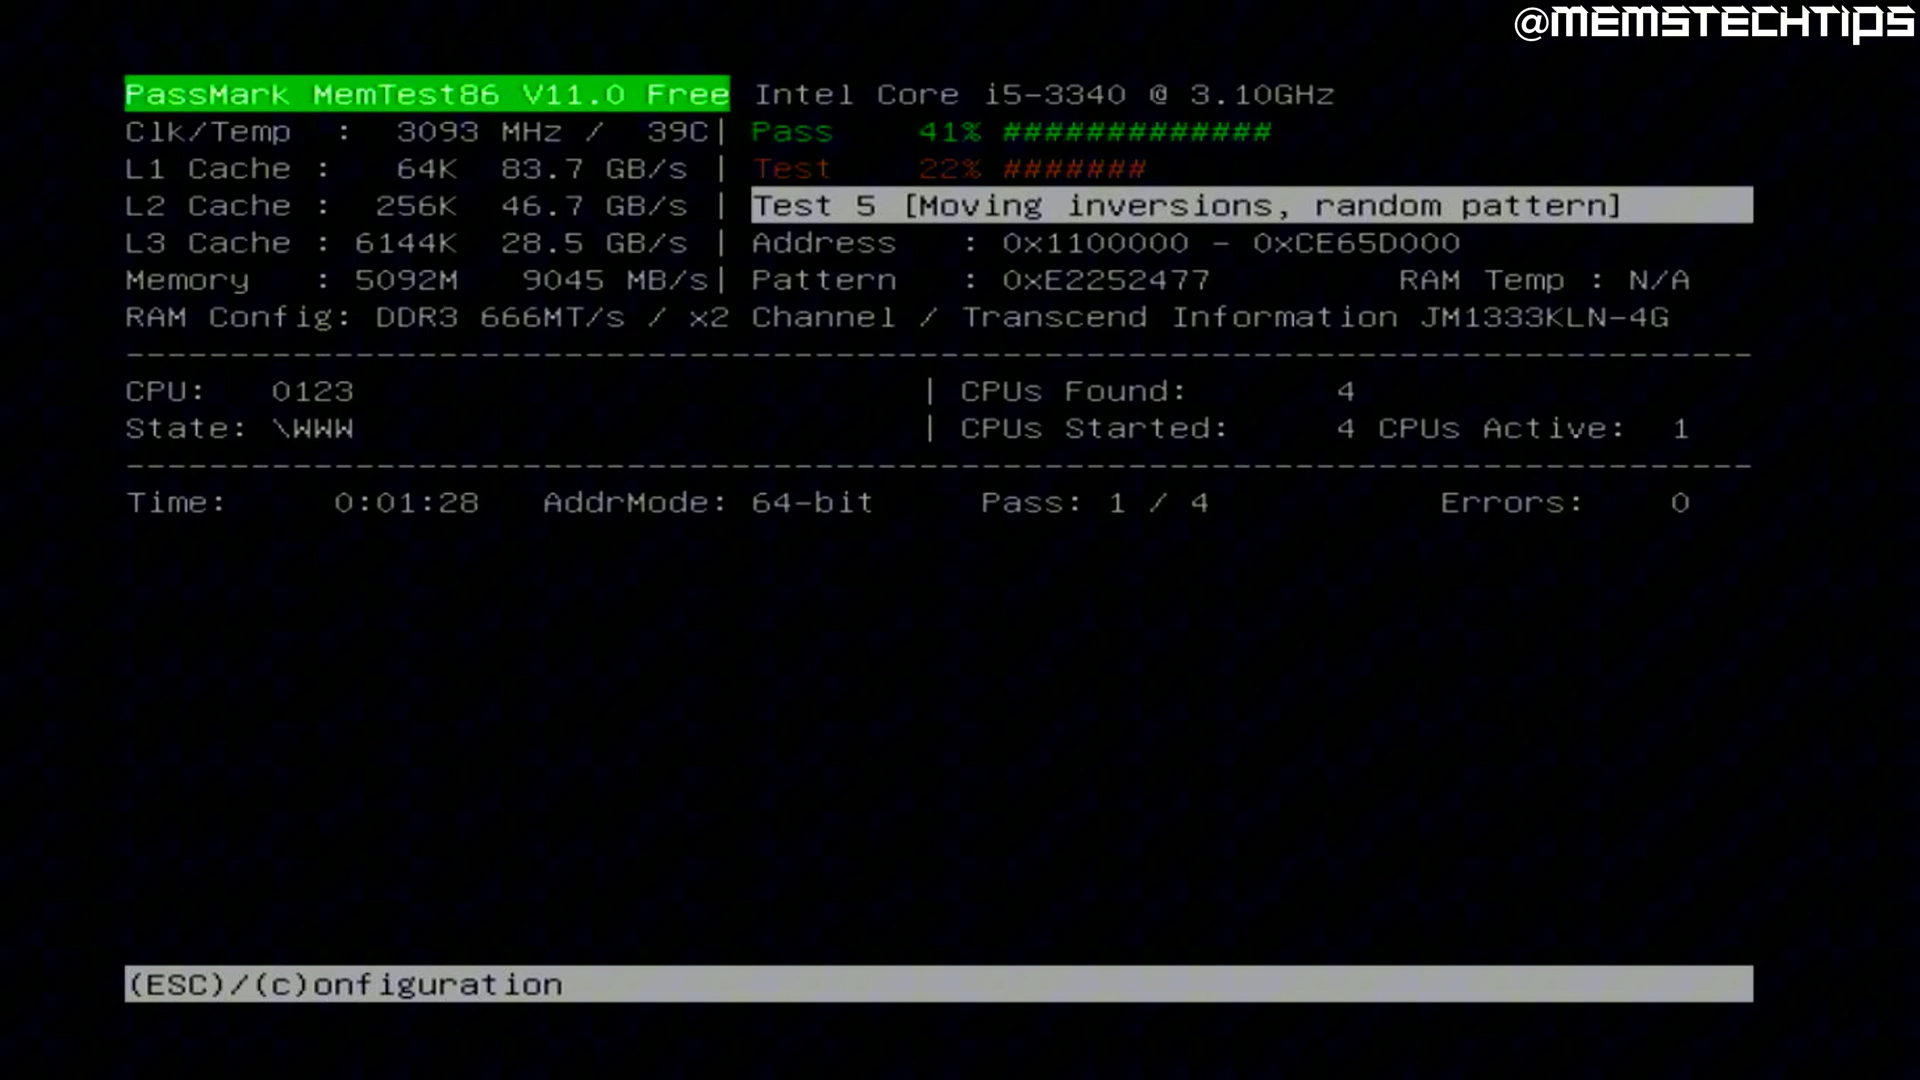 @MEMSTECHTIPS
PassMark MemTest86 V11.0 Free Intel Core i5-3340 @ 3.10GHz
Clk/Temp : 3093 MHz / 39C| Pass 41% #############
L1 Cache : 64K 83.7 GB/s | Test 22% #######
L2 Cache : 256K 46.7 GB/s | Test 5 [Moving inversions, random pattern]
L3 Cache : 6144K 28.5 GB/s | Address : 0x1100000 - 0xCE65D000
Memory : 5092M 9045 MB/s| Pattern : 0xE2252477 RAM Temp : N/A
RAM Config: DDR3 666MT/s / x2 Channel / Transcend Information JM1333KLN-4G
------------------------------------------------------------------------------
CPU: 0123 | CPUs Found: 4
State: \WWW | CPUs Started: 4 CPUs Active: 1
------------------------------------------------------------------------------
Time: 0:01:28 AddrMode: 64-bit Pass: 1 / 4 Errors: 0
(ESC)/(c)onfiguration